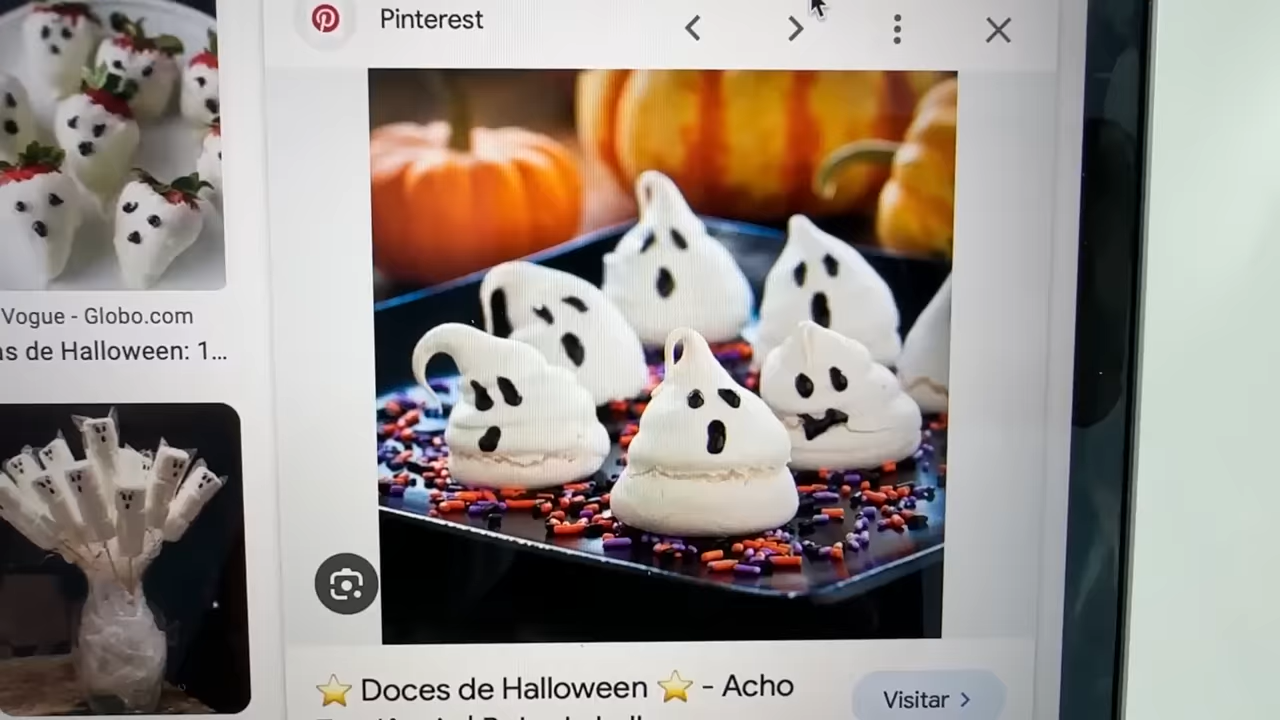 Pinterest
Vogue - Globo.com
as de Halloween: 1...
⭐ Doces de Halloween ⭐ - Acho
Visitar >